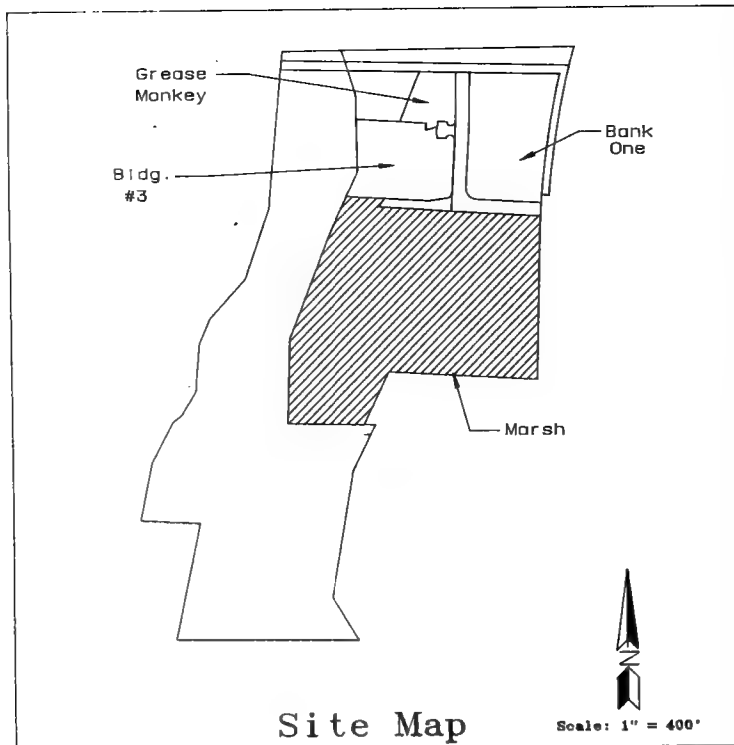 Grease
Monkey
Bank
One
Bldg.
#3
Marsh
N
Site Map
Scale: 1" = 400'